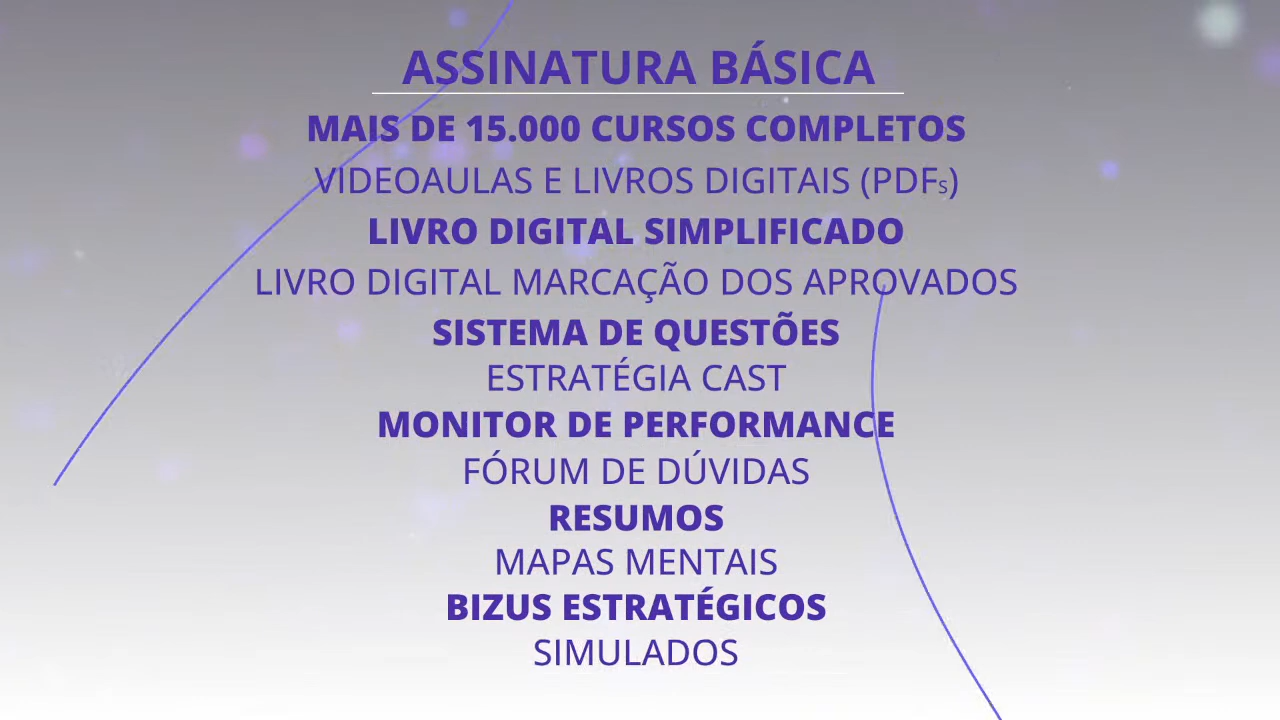 ASSINATURA BÁSICA
MAIS DE 15.000 CURSOS COMPLETOS
VIDEOAULAS E LIVROS DIGITAIS (PDFs)
LIVRO DIGITAL SIMPLIFICADO
LIVRO DIGITAL MARCAÇÃO DOS APROVADOS
SISTEMA DE QUESTÕES
ESTRATÉGIA CAST
MONITOR DE PERFORMANCE
FÓRUM DE DÚVIDAS
RESUMOS
MAPAS MENTAIS
BIZUS ESTRATÉGICOS
SIMULADOS